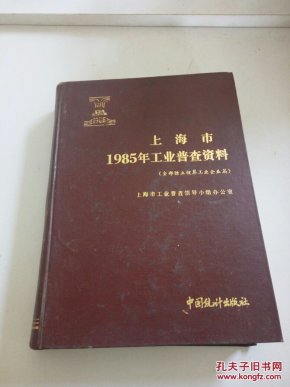 上海市
1985年工业普查资料
(全部独立核算工业企业篇)
上海市工业普查领导小组办公室
中国统计出版社
孔夫子旧书网